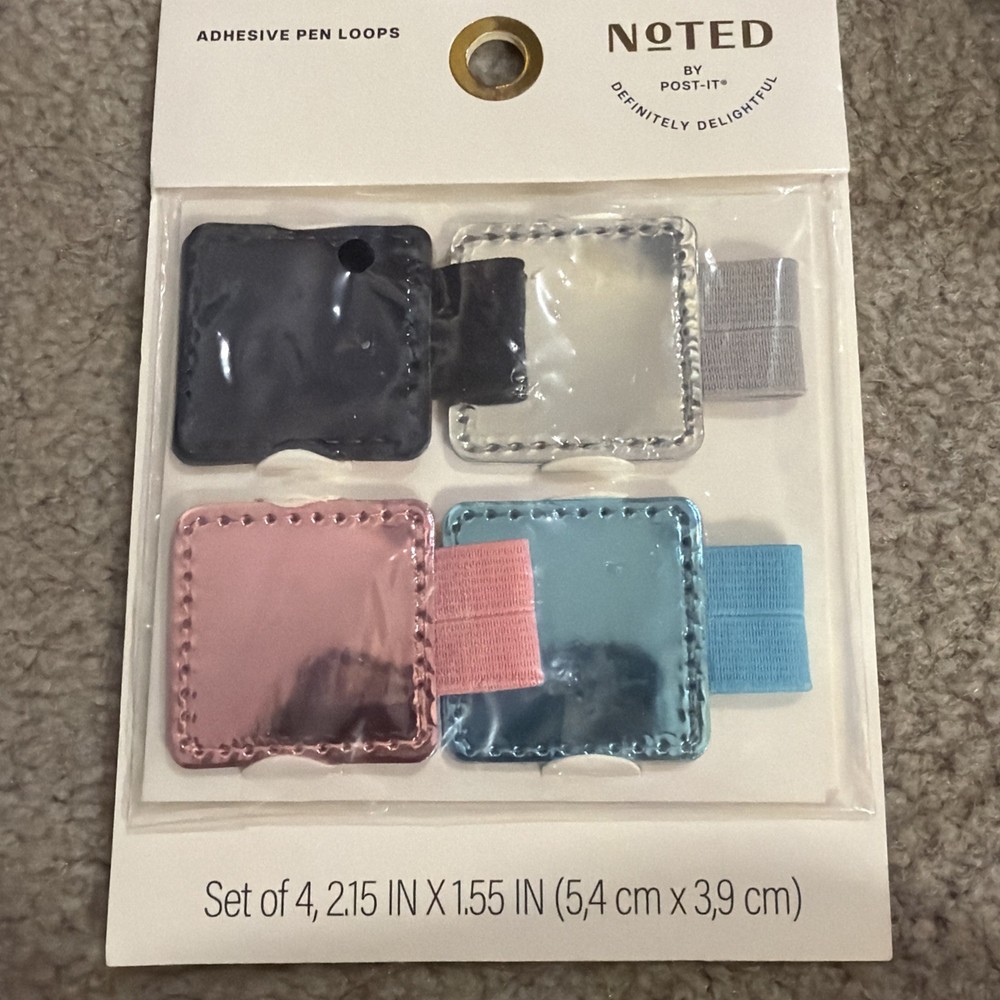 ADHESIVE PEN LOOPS
NOTED
BY
POST-IT®
DEFINITELY DELIGHTFUL
Set of 4, 2.15 IN X 1.55 IN (5,4 cm x 3,9 cm)